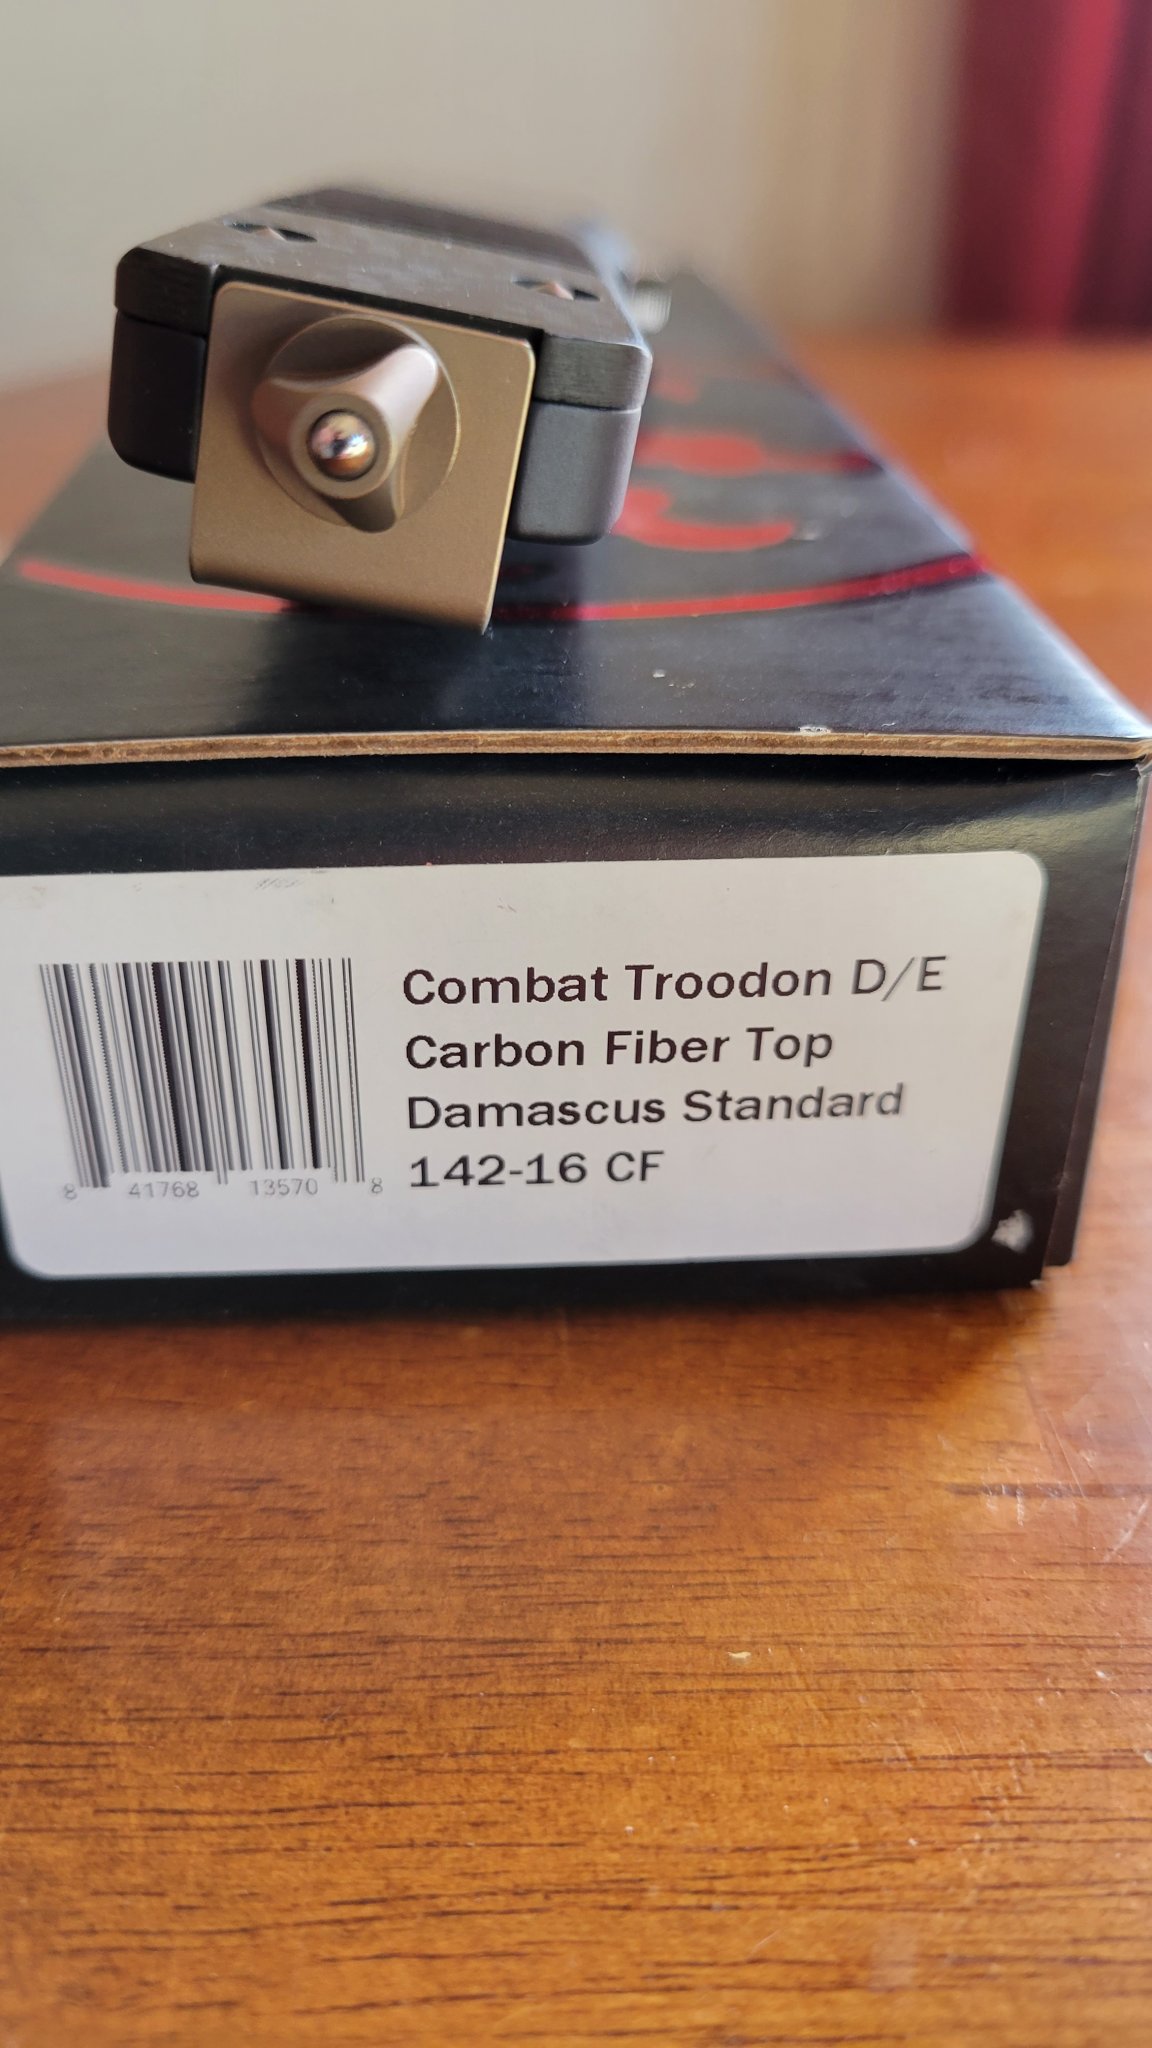 Combat Troodon D/E
Carbon Fiber Top
Damascus Standard
142-16 CF
8 41768 13570 8